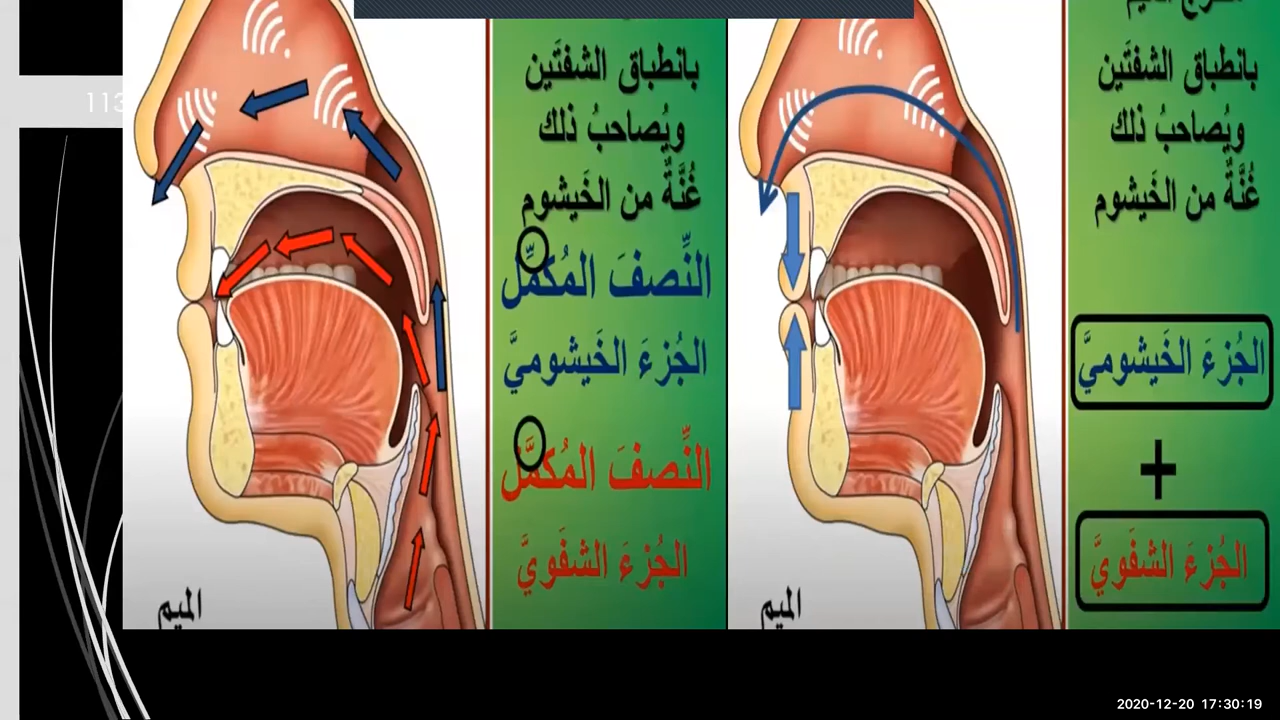 113
بانطباق الشفتَين
ويُصاحبُ ذلك
غُنَّةٌ من الخَيشوم
النِّصفَ المُكمِّل
الجُزءَ الخَيشوميَّ
النِّصفَ المُكمَّل
الجُزءَ الشفَويَّ
الميم
بانطباق الشفتَين
ويُصاحبُ ذلك
غُنَّةٌ من الخَيشوم
الجُزءَ الخَيشوميَّ
+
الجُزءَ الشفَويَّ
الميم
2020-12-20 17:30:19